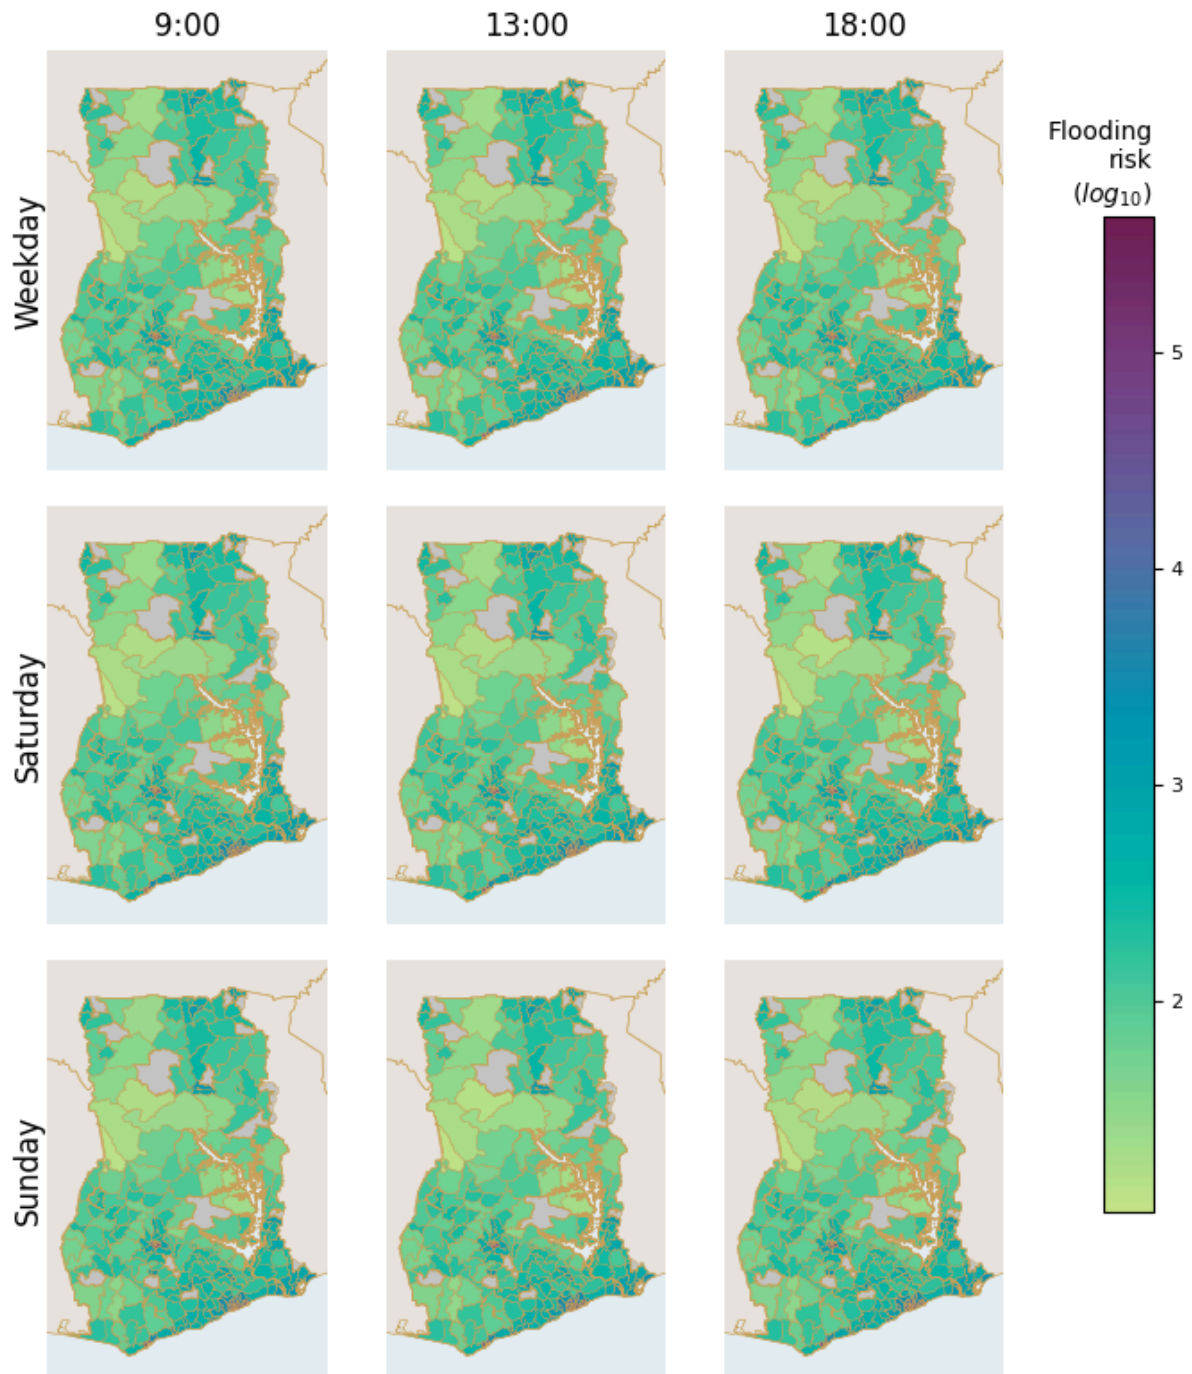 9:00 13:00 18:00
Flooding
risk
(log₁₀)
Weekday
5
4
Saturday
3
2
Sunday